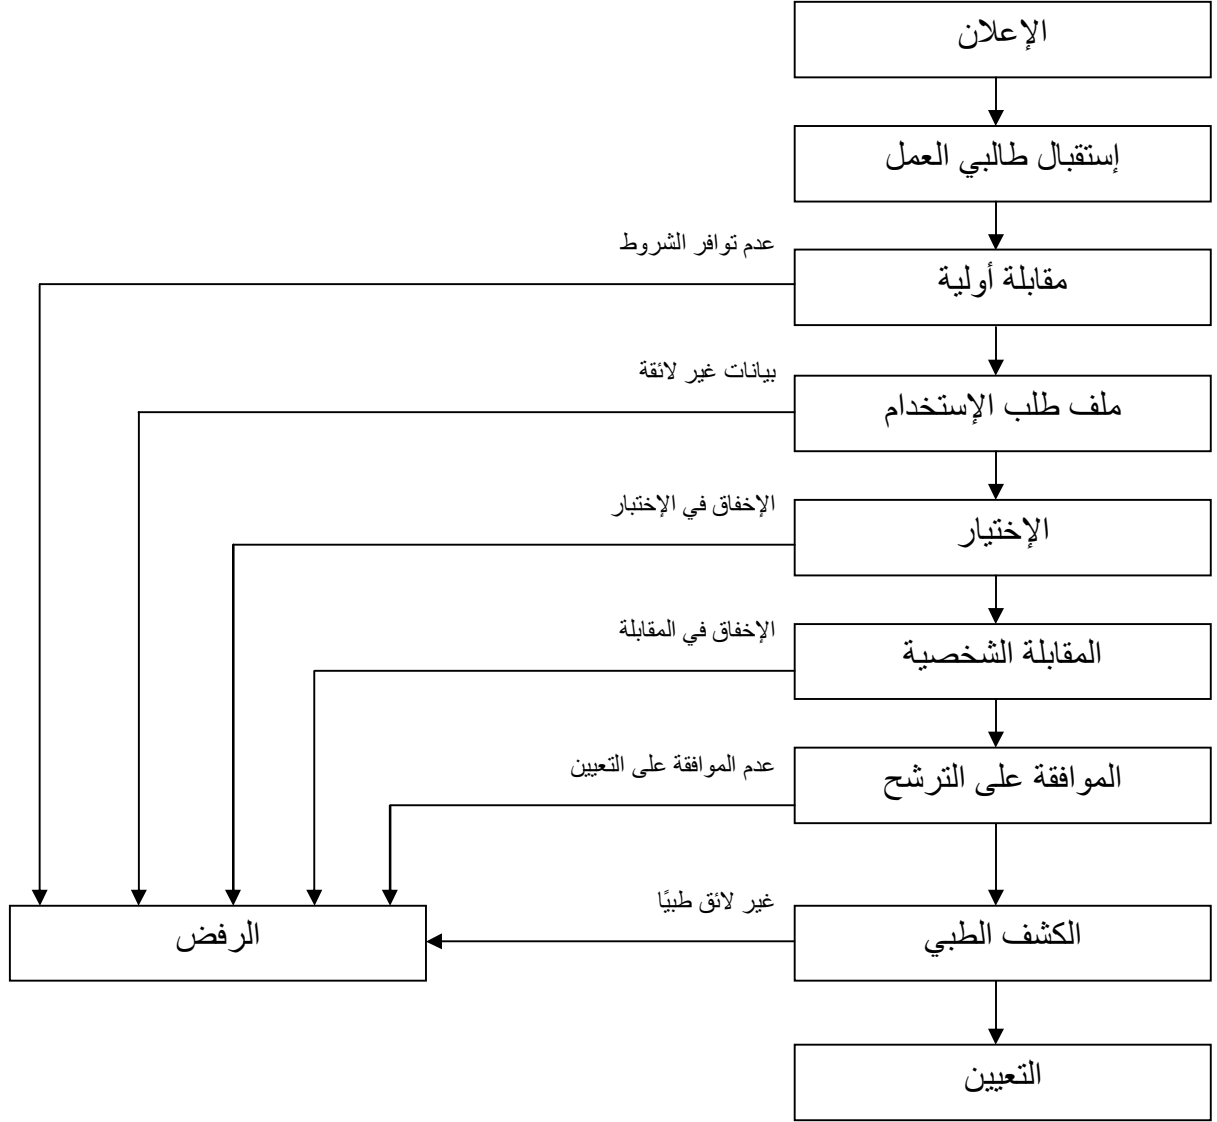 الإعلان
إستقبال طالبي العمل
عدم توافر الشروط
مقابلة أولية
بيانات غير لائقة
ملف طلب الإستخدام
الإخفاق في الإختبار
الإختيار
الإخفاق في المقابلة
المقابلة الشخصية
عدم الموافقة على التعيين
الموافقة على الترشح
غير لائق طبيًا
الكشف الطبي
الرفض
التعيين